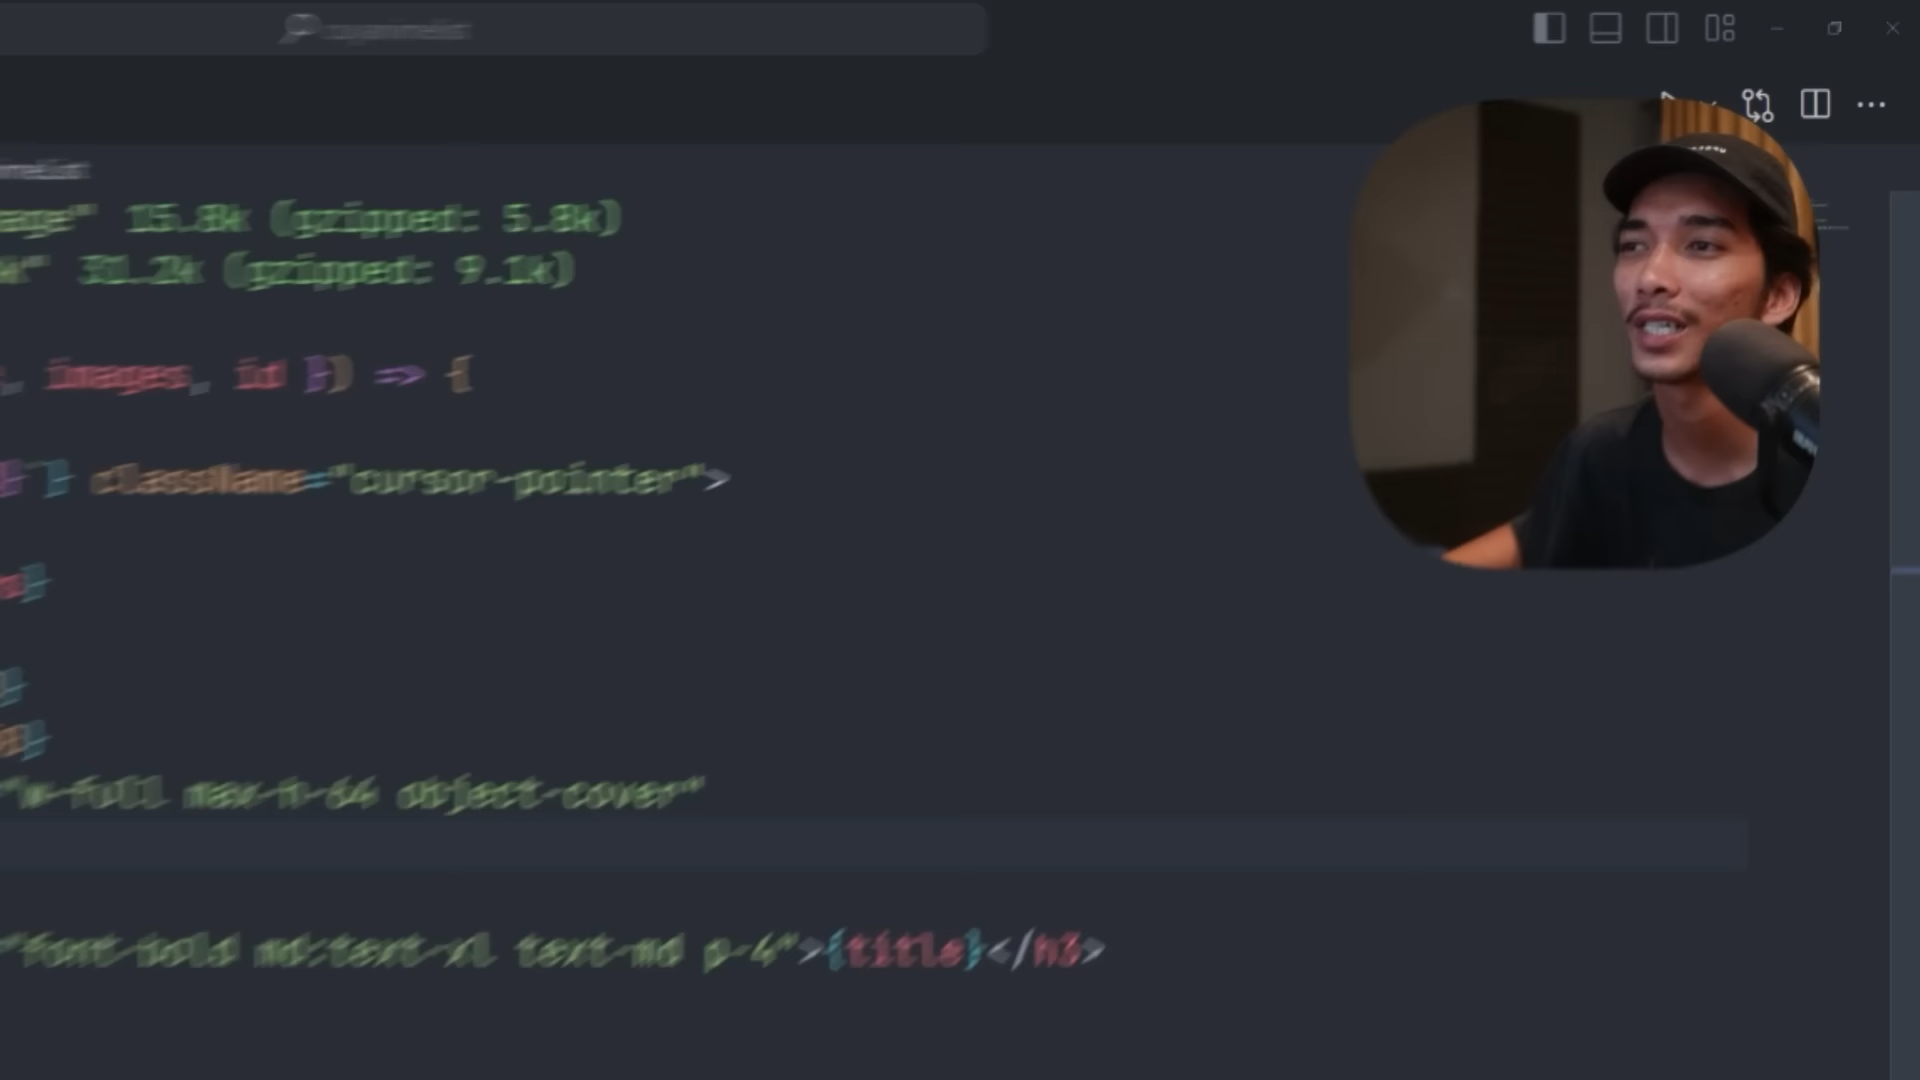 age" 15.8k (gzipped: 5.8k)
k" 31.2k (gzipped: 9.1k)
, images, id }) => {
}`} className="cursor-pointer">
}
}
}
"w-full max-h-64 object-cover"
"font-bold md:text-xl text-md p-4">{title}</h3>